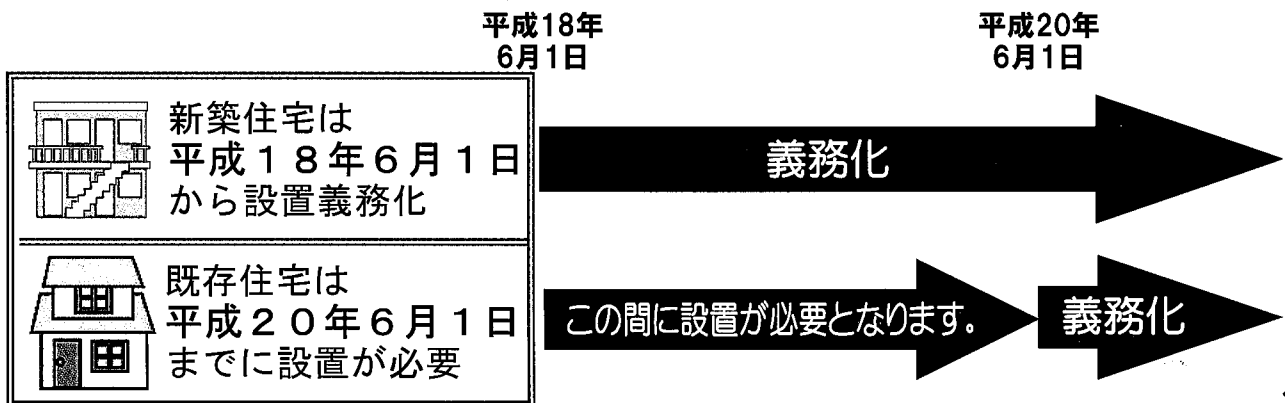 平成18年
6月1日
平成20年
6月1日
新築住宅は
平成１８年６月１日
から設置義務化
義務化
既存住宅は
平成２０年６月１日
までに設置が必要
この間に設置が必要となります.
義務化